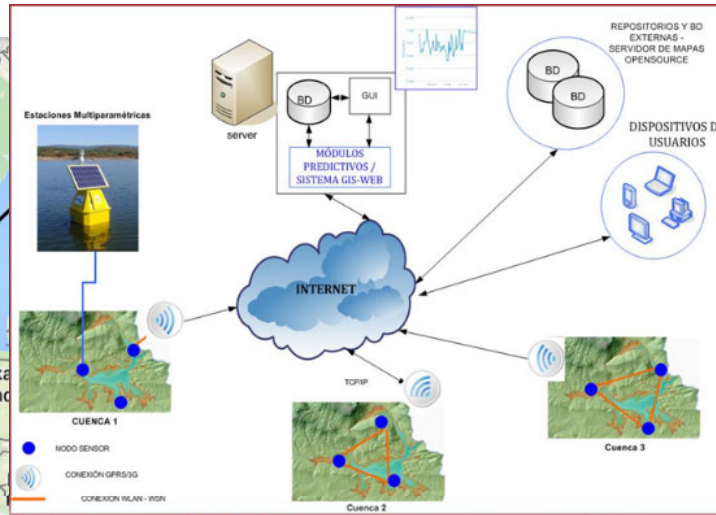 REPOSITORIOS Y BD
EXTERNAS -
SERVIDOR DE MAPAS
OPENSOURCE
BD
BD
BD
GUI
server
MÓDULOS
PREDICTIVOS /
SISTEMA GIS-WEB
Estaciones Multiparamétricas
DISPOSITIVOS D
USUARIOS
INTERNET
TCP/IP
CUENCA 1
Cuenca 2
Cuenca 3
NODO SENSOR
CONEXIÓN GPRS/3G
CONEXION WLAN - WSN